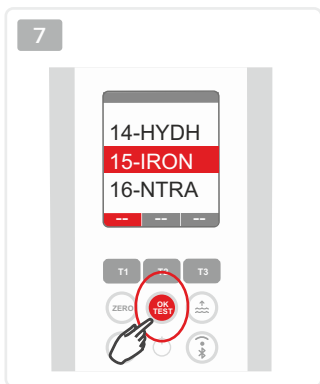 7
14-HYDH
15-IRON
16-NTRA
-- -- --
T1 T2 T3
ZERO OK
TEST